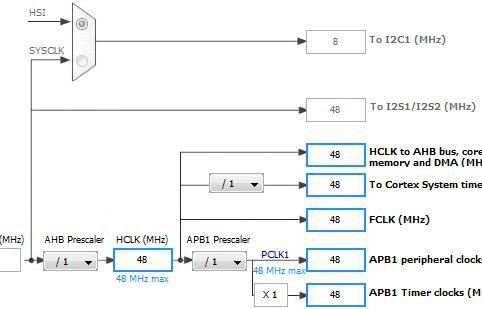 HSI
SYSCLK
8
To I2C1 (MHz)
48
To I2S1/I2S2 (MHz)
48
HCLK to AHB bus, core
memory and DMA (MH
/ 1
48
To Cortex System time
48
FCLK (MHz)
(MHz)
AHB Prescaler
HCLK (MHz)
APB1 Prescaler
/ 1
48
/ 1
PCLK1
48
APB1 peripheral clock
48 MHz max
48 MHz max
X 1
48
APB1 Timer clocks (M